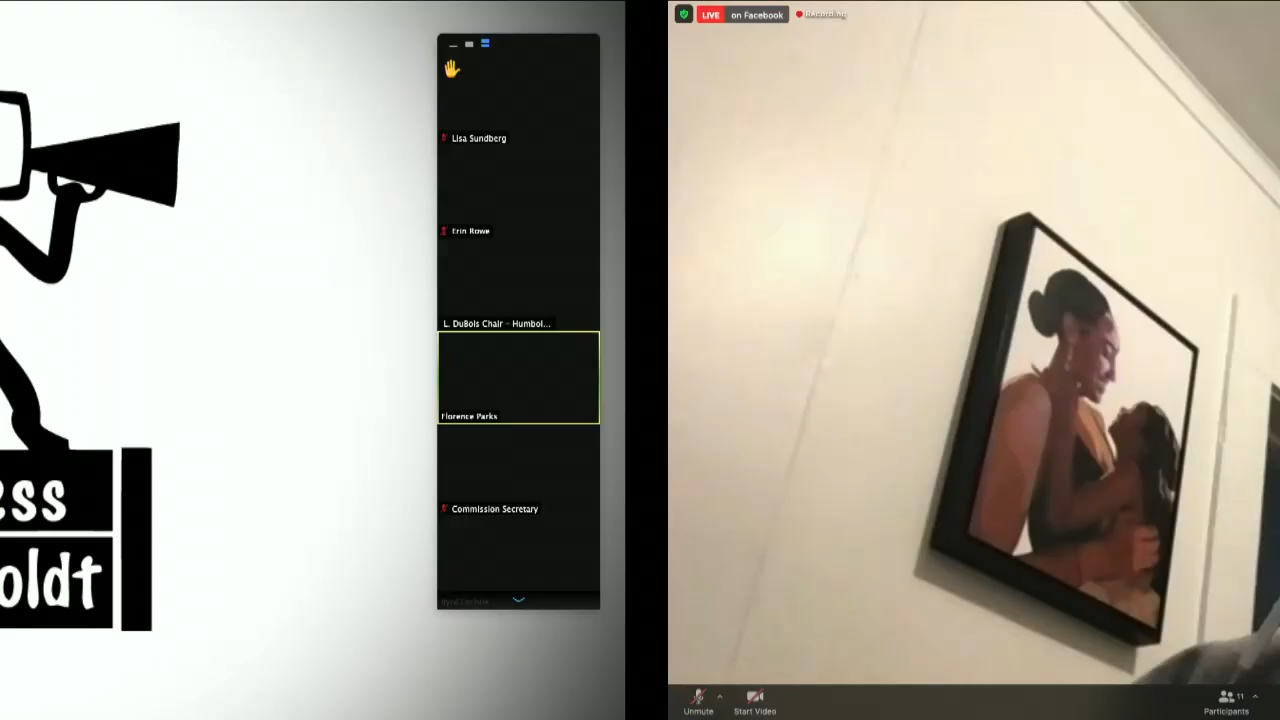 Lisa Sundberg
Erin Rowe
L. DuBois Chair - Humbol...
Florence Parks
Commission Secretary
ess
oldt
LIVE on Facebook
Recording
Unmute
Start Video
11
Participants